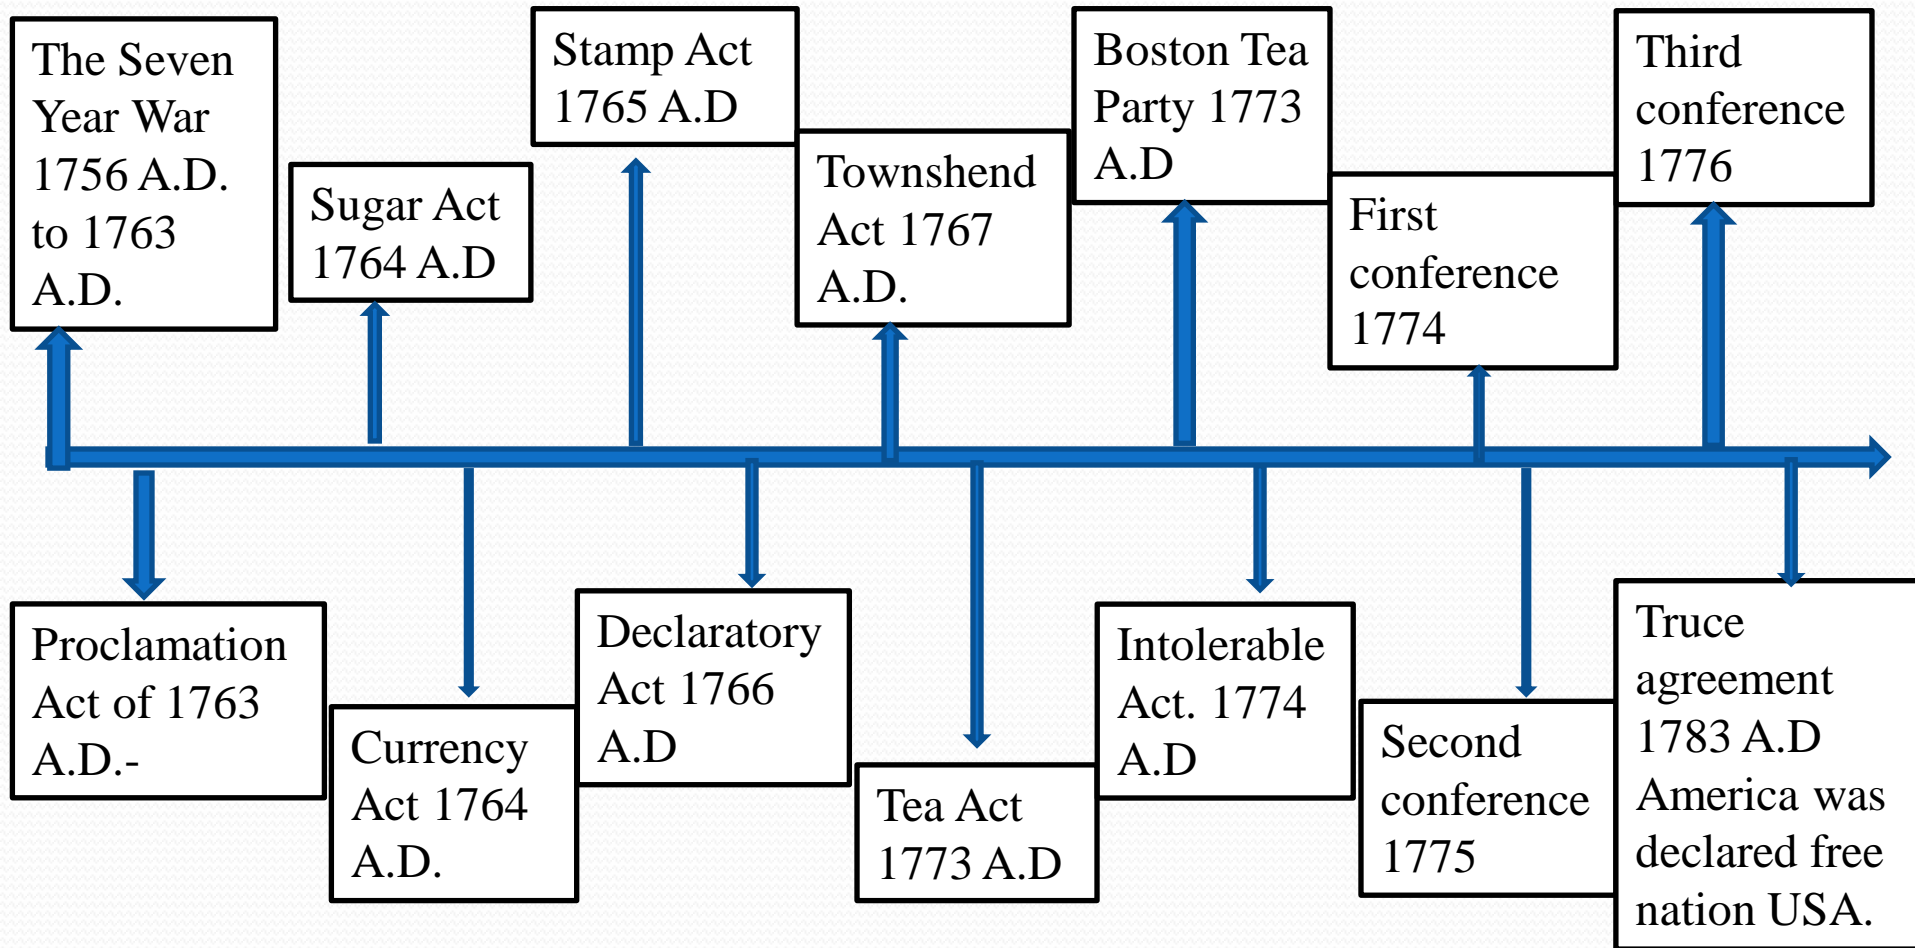 The Seven
Year War
1756 A.D.
to 1763
A.D.
Sugar Act
1764 A.D
Stamp Act
1765 A.D
Townshend
Act 1767
A.D.
Boston Tea
Party 1773
A.D
First
conference
1774
Third
conference
1776
Proclamation
Act of 1763
A.D.-
Currency
Act 1764
A.D.
Declaratory
Act 1766
A.D
Tea Act
1773 A.D
Intolerable
Act. 1774
A.D
Second
conference
1775
Truce
agreement
1783 A.D
America was
declared free
nation USA.